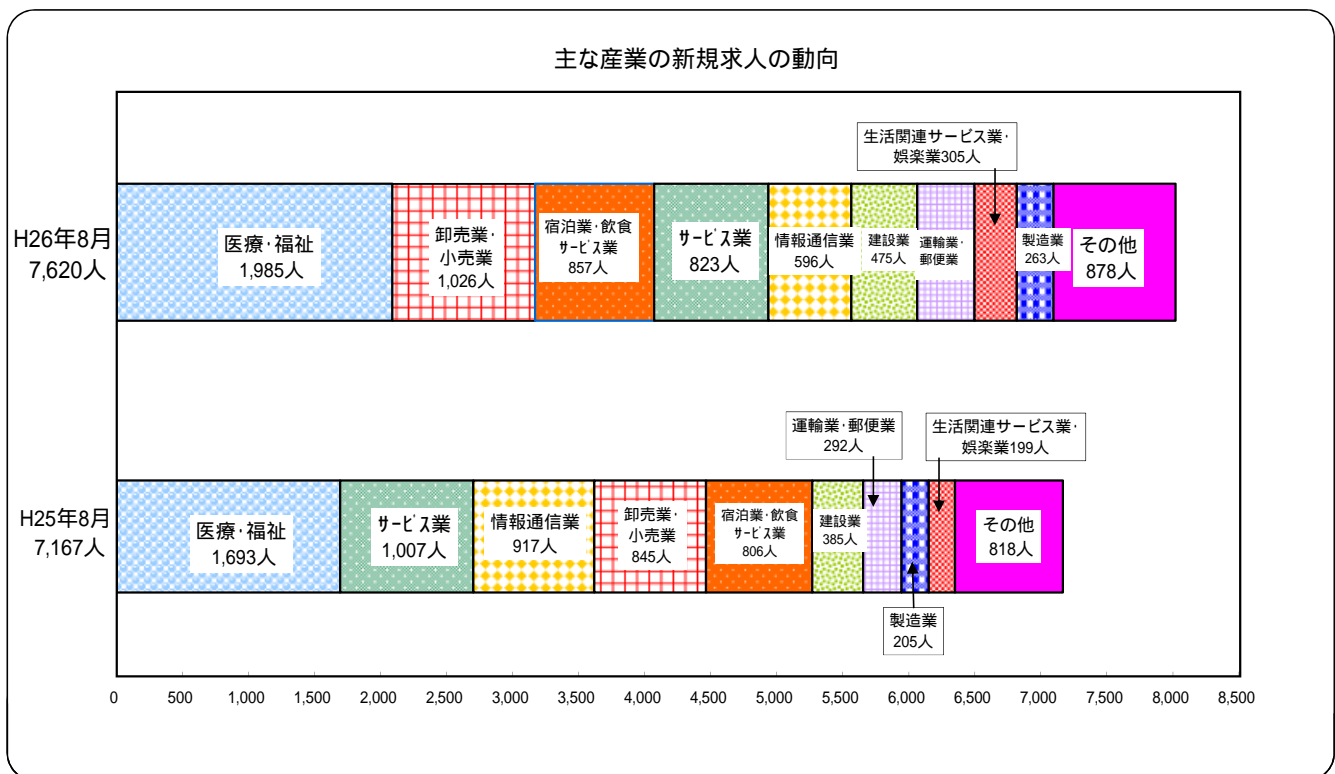 主な産業の新規求人の動向
生活関連サービス業・
娯楽業305人
H26年8月
7,620人
医療・福祉
1,985人
卸売業・
小売業
1,026人
宿泊業・飲食
ｻｰﾋﾞｽ業
857人
ｻｰﾋﾞｽ業
823人
情報通信業
596人
建設業
475人
運輸業・
郵便業
製造業
263人
その他
878人
運輸業・郵便業
292人
生活関連サービス業・
娯楽業199人
H25年8月
7,167人
医療・福祉
1,693人
ｻｰﾋﾞｽ業
1,007人
情報通信業
917人
卸売業・
小売業
845人
宿泊業・飲食
ｻｰﾋﾞｽ業
806人
建設業
385人
その他
818人
製造業
205人
0 500 1,000 1,500 2,000 2,500 3,000 3,500 4,000 4,500 5,000 5,500 6,000 6,500 7,000 7,500 8,000 8,500